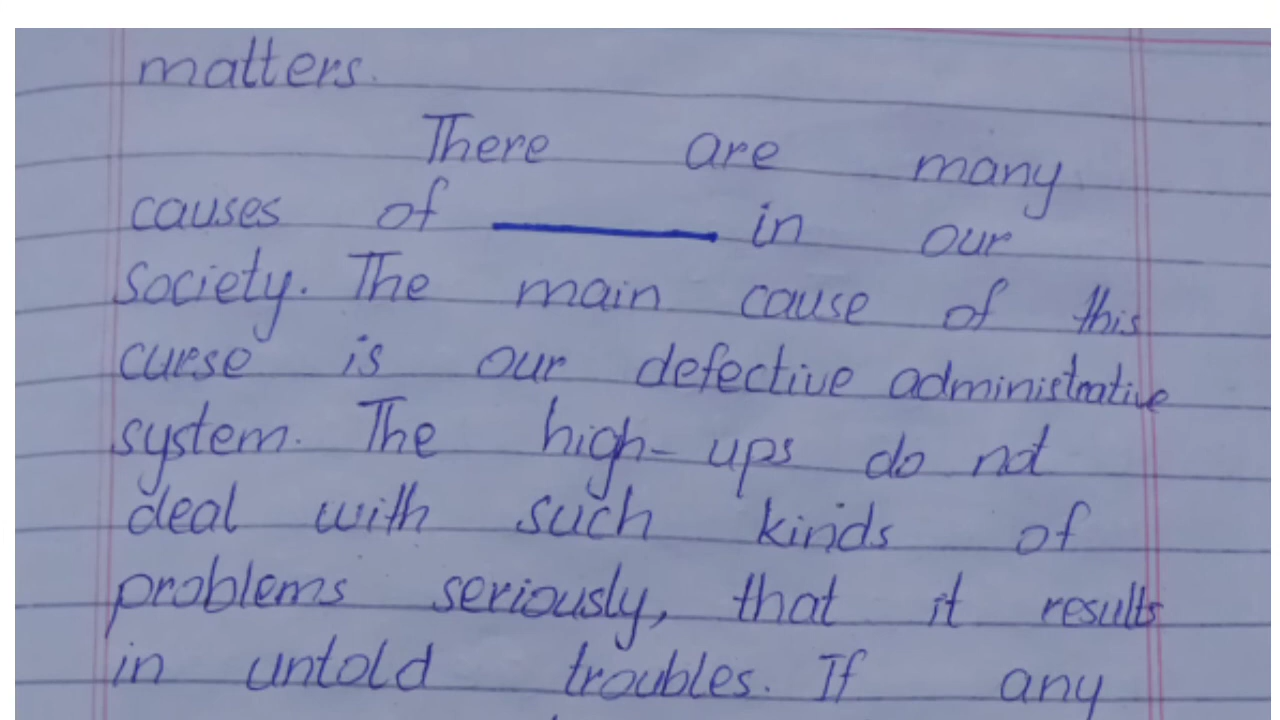 matters.
There are many
causes of ________ in our
society. The main cause of this
curse is our defective administrative
system. The high-ups do not
deal with such kinds of
problems seriously, that it results
in untold troubles. If any